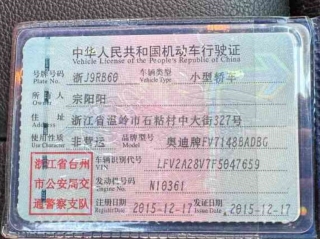 中华人民共和国机动车行驶证
Vehicle License of the People's Republic of China
号牌号码 浙J9RB60 车辆类型 小型轿车
Plate No. Vehicle Type
所有人 宗阳阳
Owner
住址 浙江省温岭市石粘村中大街327号
Address
使用性质 非营运 奥迪牌FV7148BADBG
Use Character
浙江省台州 车辆识别代号 LFV2A28V7F5047659
VIN
市公安局交 发动机号码 N10361
Engine No.
通警察支队 注册日期 2015-12-17 发证日期 2015-12-17
Register Date Issue Date